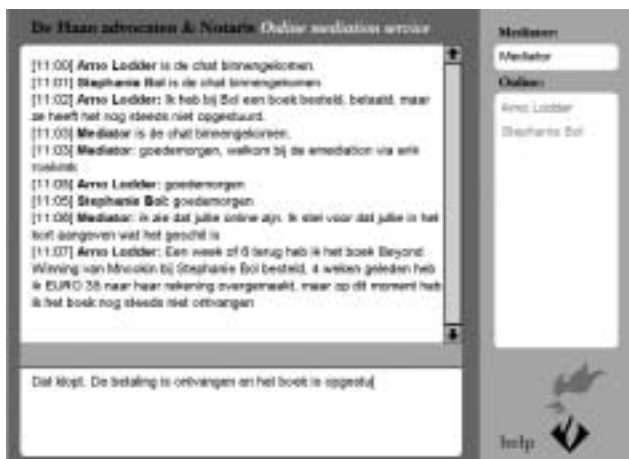 De Haan advocaten & Notaris Online mediation service
[11:00] Arno Lodder is de chat binnengekomen.
[11:01] Stephanie Bol is de chat binnengekomen.
[11:02] Arno Lodder: Ik heb bij Bol een boek besteld, betaald, maar
ze heeft het nog steeds niet opgestuurd.
[11:03] Mediator is de chat binnengekomen.
[11:03] Mediator: goedemorgen, welkom bij de emediation via
[11:05] Arno Lodder: goedemorgen
[11:05] Stephanie Bol: goedemorgen
[11:06] Mediator: ik zie dat jullie online zijn. Ik stel voor dat jullie in het
kort aangeven wat het geschil is
[11:07] Arno Lodder: Een week of 6 terug heb ik het boek Beyond
Winning van Mnookin bij Stephanie Bol besteld, 4 weken geleden heb
ik EURO 38 naar haar rekening overgemaakt, maar op dit moment heb
ik het boek nog steeds niet ontvangen
Dat klopt. De betaling is ontvangen en het boek is opgestu
Mediator:
Mediator
Online:
Arno Lodder
Stephanie Bol
help